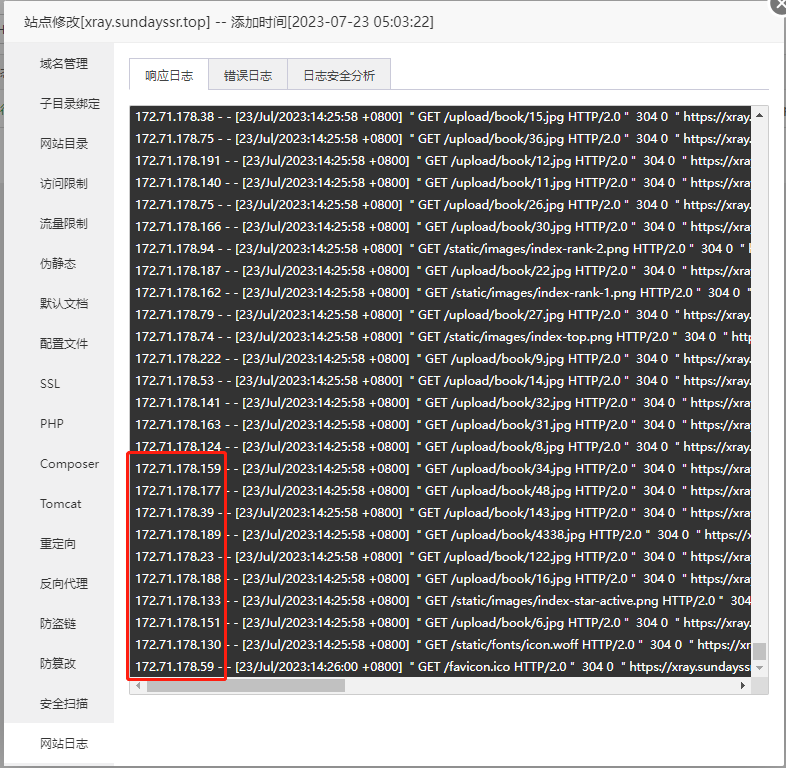 站点修改[xray.sundayssr.top] -- 添加时间[2023-07-23 05:03:22]
域名管理
子目录绑定
网站目录
访问限制
流量限制
伪静态
默认文档
配置文件
SSL
PHP
Composer
Tomcat
重定向
反向代理
防盗链
防篡改
安全扫描
网站日志
响应日志 错误日志 日志安全分析
172.71.178.38 - - [23/Jul/2023:14:25:58 +0800] " GET /upload/book/15.jpg HTTP/2.0 " 304 0 " https://xray.
172.71.178.75 - - [23/Jul/2023:14:25:58 +0800] " GET /upload/book/36.jpg HTTP/2.0 " 304 0 " https://xray.
172.71.178.191 - - [23/Jul/2023:14:25:58 +0800] " GET /upload/book/12.jpg HTTP/2.0 " 304 0 " https://xray
172.71.178.140 - - [23/Jul/2023:14:25:58 +0800] " GET /upload/book/11.jpg HTTP/2.0 " 304 0 " https://xray
172.71.178.75 - - [23/Jul/2023:14:25:58 +0800] " GET /upload/book/26.jpg HTTP/2.0 " 304 0 " https://xray.
172.71.178.166 - - [23/Jul/2023:14:25:58 +0800] " GET /upload/book/30.jpg HTTP/2.0 " 304 0 " https://xray
172.71.178.94 - - [23/Jul/2023:14:25:58 +0800] " GET /static/images/index-rank-2.png HTTP/2.0 " 304 0 "
172.71.178.187 - - [23/Jul/2023:14:25:58 +0800] " GET /upload/book/22.jpg HTTP/2.0 " 304 0 " https://xray
172.71.178.162 - - [23/Jul/2023:14:25:58 +0800] " GET /static/images/index-rank-1.png HTTP/2.0 " 304 0 "
172.71.178.79 - - [23/Jul/2023:14:25:58 +0800] " GET /upload/book/27.jpg HTTP/2.0 " 304 0 " https://xray.
172.71.178.74 - - [23/Jul/2023:14:25:58 +0800] " GET /static/images/index-top.png HTTP/2.0 " 304 0 " http
172.71.178.222 - - [23/Jul/2023:14:25:58 +0800] " GET /upload/book/9.jpg HTTP/2.0 " 304 0 " https://xray.
172.71.178.53 - - [23/Jul/2023:14:25:58 +0800] " GET /upload/book/14.jpg HTTP/2.0 " 304 0 " https://xray.
172.71.178.141 - - [23/Jul/2023:14:25:58 +0800] " GET /upload/book/32.jpg HTTP/2.0 " 304 0 " https://xray
172.71.178.163 - - [23/Jul/2023:14:25:58 +0800] " GET /upload/book/31.jpg HTTP/2.0 " 304 0 " https://xray
172.71.178.124 - - [23/Jul/2023:14:25:58 +0800] " GET /upload/book/8.jpg HTTP/2.0 " 304 0 " https://xray.
172.71.178.159 - - [23/Jul/2023:14:25:58 +0800] " GET /upload/book/34.jpg HTTP/2.0 " 304 0 " https://xray
172.71.178.177 - - [23/Jul/2023:14:25:58 +0800] " GET /upload/book/48.jpg HTTP/2.0 " 304 0 " https://xray
172.71.178.39 - - [23/Jul/2023:14:25:58 +0800] " GET /upload/book/143.jpg HTTP/2.0 " 304 0 " https://xray
172.71.178.189 - - [23/Jul/2023:14:25:58 +0800] " GET /upload/book/4338.jpg HTTP/2.0 " 304 0 " https://x
172.71.178.23 - - [23/Jul/2023:14:25:58 +0800] " GET /upload/book/122.jpg HTTP/2.0 " 304 0 " https://xray
172.71.178.188 - - [23/Jul/2023:14:25:58 +0800] " GET /upload/book/16.jpg HTTP/2.0 " 304 0 " https://xray
172.71.178.133 - - [23/Jul/2023:14:25:58 +0800] " GET /static/images/index-star-active.png HTTP/2.0 " 304
172.71.178.151 - - [23/Jul/2023:14:25:58 +0800] " GET /upload/book/6.jpg HTTP/2.0 " 304 0 " https://xray.
172.71.178.130 - - [23/Jul/2023:14:25:58 +0800] " GET /static/fonts/icon.woff HTTP/2.0 " 304 0 " https://xr
172.71.178.59 - - [23/Jul/2023:14:26:00 +0800] " GET /favicon.ico HTTP/2.0 " 304 0 " https://xray.sundayss